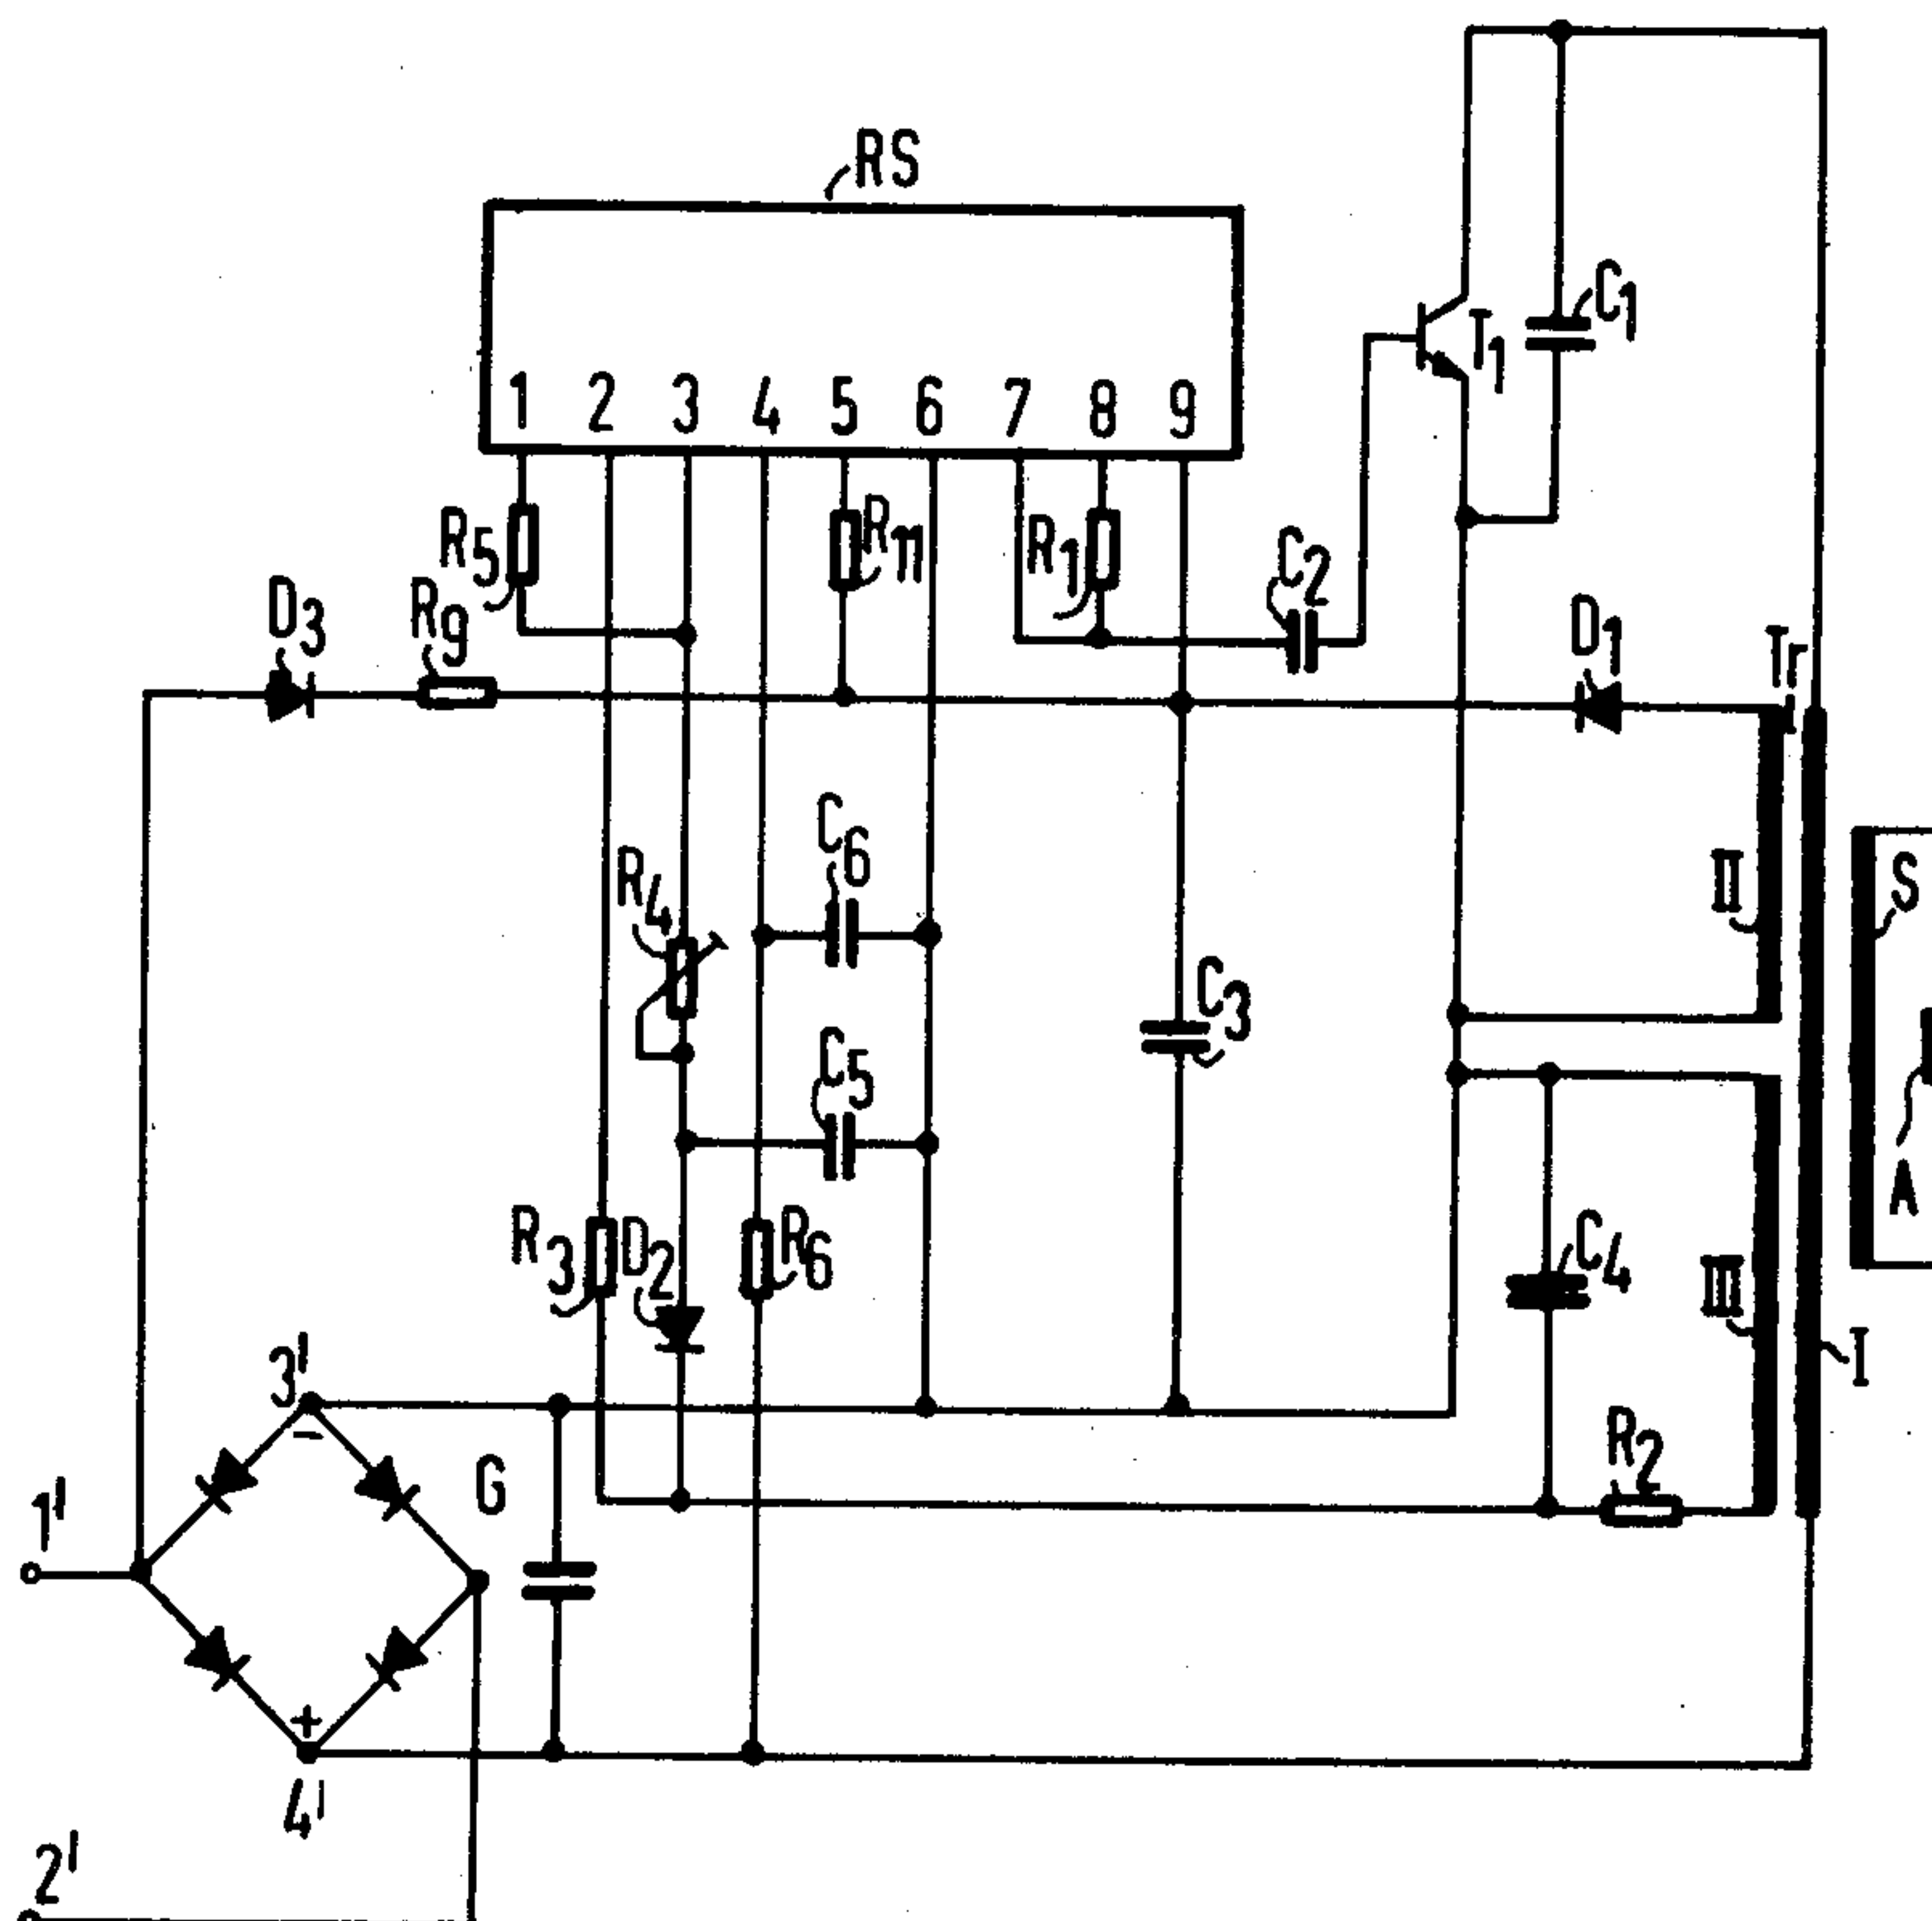 RS
1 2 3 4 5 6 7 8 9
T1
C1
R5
R11
R1
C2
D3
R9
D1
Tr
C6
R4
II
S
C3
C5
A
R3
D2
R6
C4
III
I
3'
-
R2
G
1'
+
4'
2'